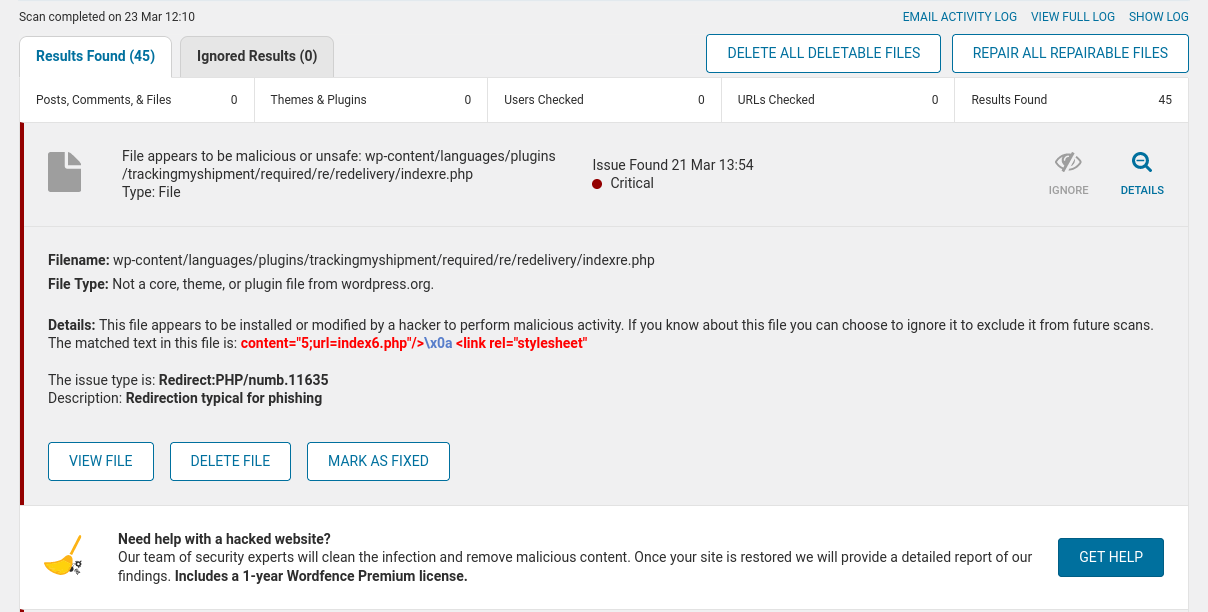 Scan completed on 23 Mar 12:10
EMAIL ACTIVITY LOG VIEW FULL LOG SHOW LOG
Results Found (45) Ignored Results (0) DELETE ALL DELETABLE FILES REPAIR ALL REPAIRABLE FILES
Posts, Comments, & Files 0 Themes & Plugins 0 Users Checked 0 URLs Checked 0 Results Found 45
File appears to be malicious or unsafe: wp-content/languages/plugins
/trackingmyshipment/required/re/redelivery/indexre.php
Type: File
Issue Found 21 Mar 13:54
Critical
IGNORE DETAILS
Filename: wp-content/languages/plugins/trackingmyshipment/required/re/redelivery/indexre.php
File Type: Not a core, theme, or plugin file from wordpress.org.
Details: This file appears to be installed or modified by a hacker to perform malicious activity. If you know about this file you can choose to ignore it to exclude it from future scans.
The matched text in this file is: content="5;url=index6.php"/>\x0a <link rel="stylesheet"
The issue type is: Redirect:PHP/numb.11635
Description: Redirection typical for phishing
VIEW FILE DELETE FILE MARK AS FIXED
Need help with a hacked website?
Our team of security experts will clean the infection and remove malicious content. Once your site is restored we will provide a detailed report of our
findings. Includes a 1-year Wordfence Premium license.
GET HELP